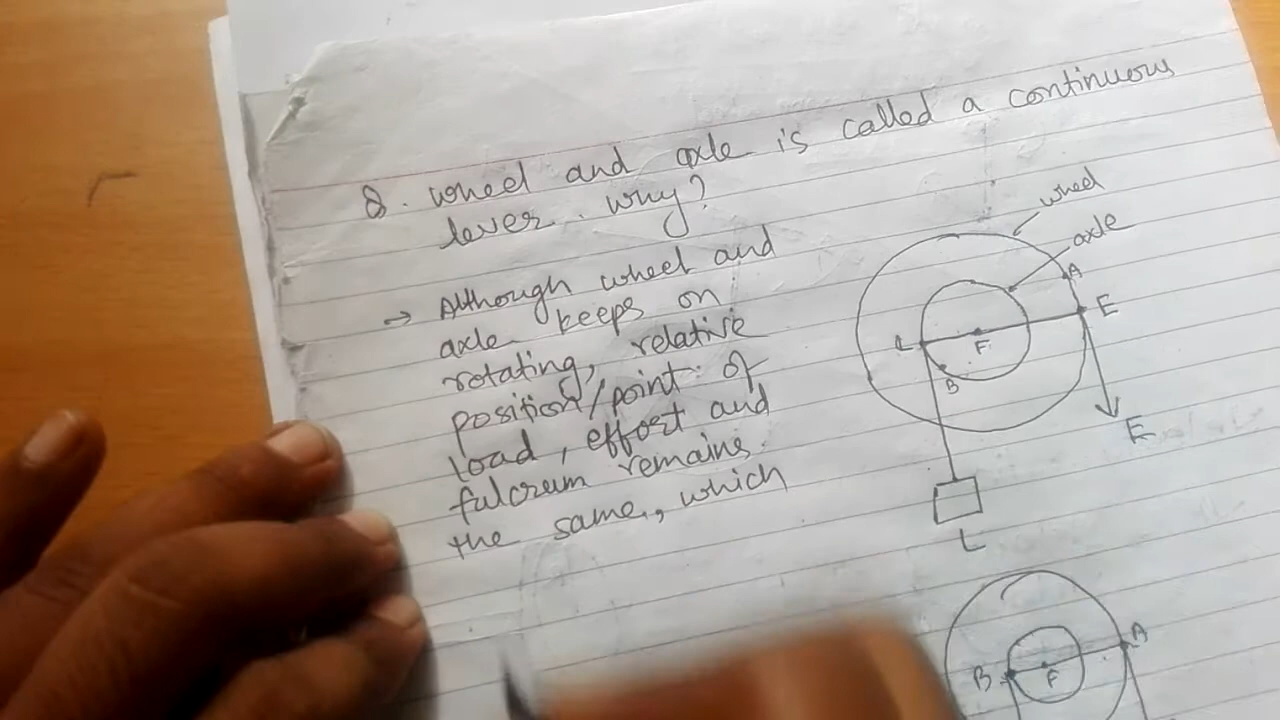 Q. wheel and axle is called a continuous
lever. why?
→ Although wheel and
axle keeps on
rotating, relative
position/point of
load, effort and
fulcrum remains
the same, which
wheel
axle
A
E
L
F
B
E
L
A
B
F